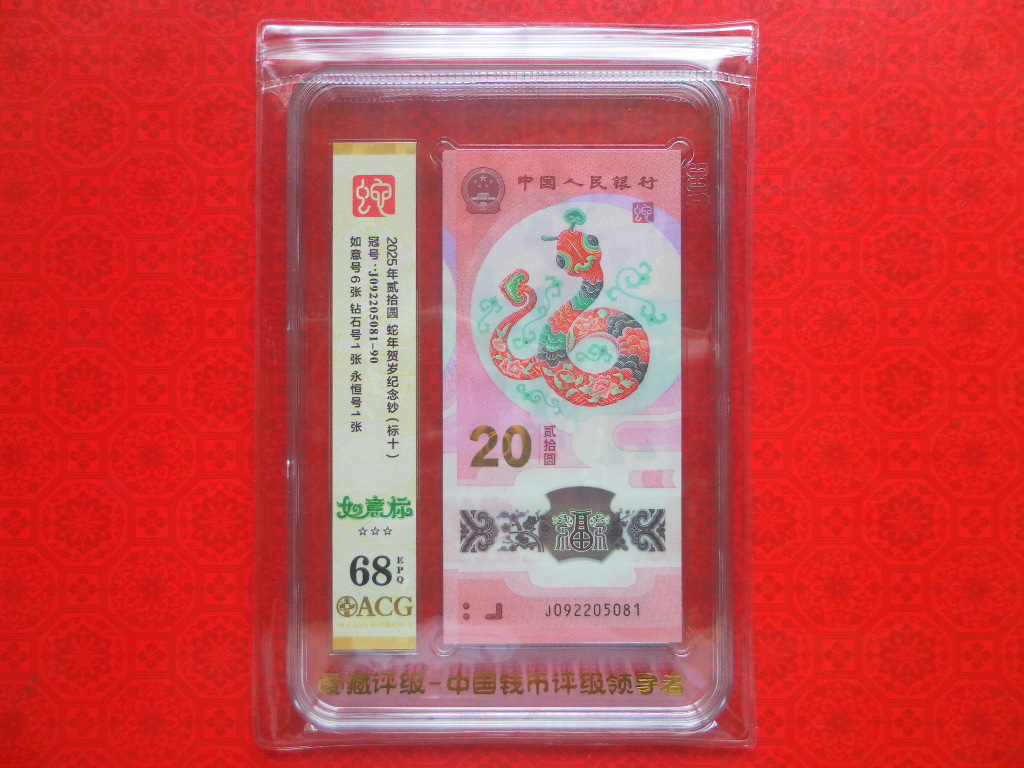 蛇
2025年贰拾圆 蛇年贺岁纪念钞（标十）
冠号：J092205081-90
如意号6张 钻石号1张 永恒号1张
如意标
☆☆☆
68
EPQ
ACG
中国人民银行
蛇
20
贰拾圆
福
J092205081
爱藏评级-中国钱币评级领导者